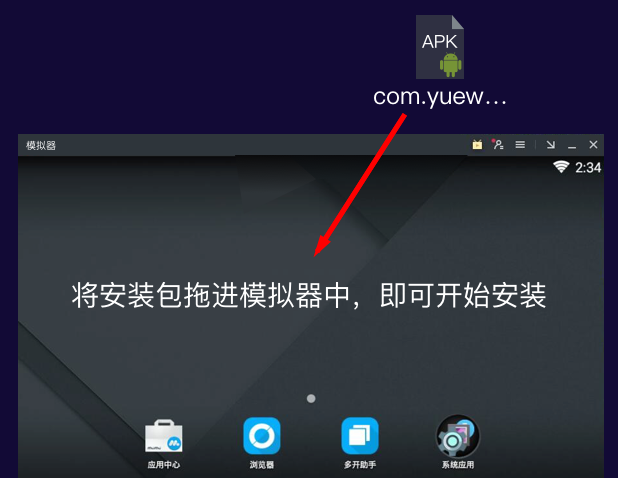 APK
com.yuew...
模拟器
2:34
将安装包拖进模拟器中，即可开始安装
应用中心
浏览器
多开助手
系统应用